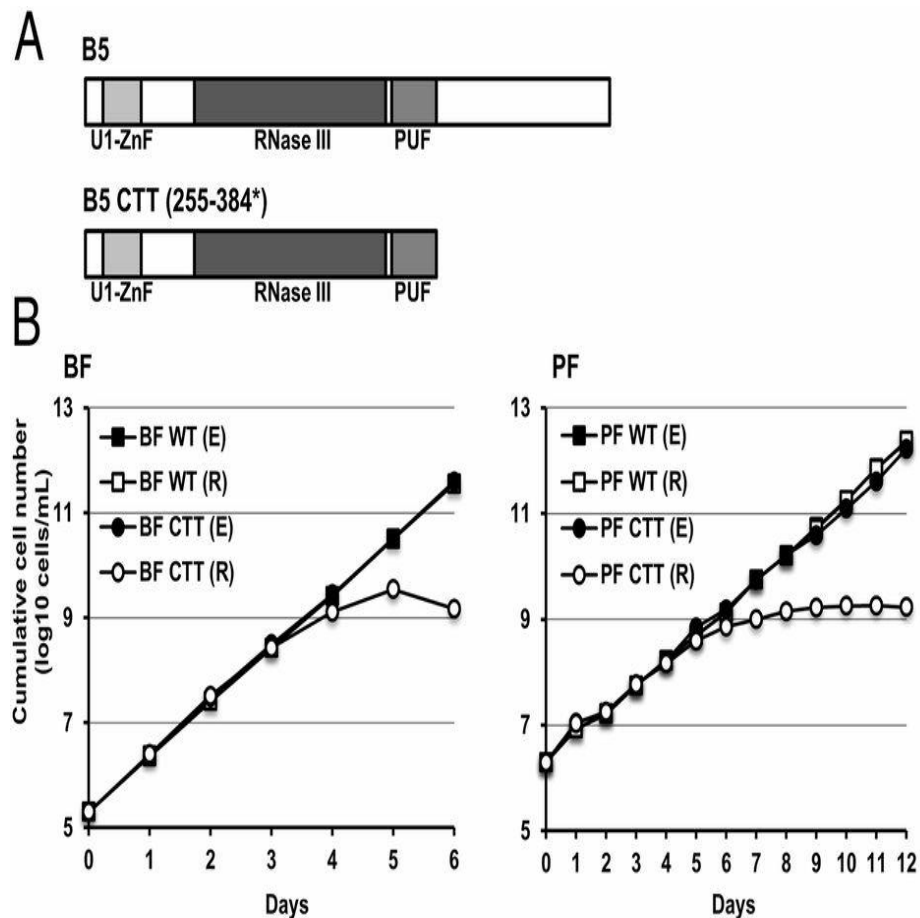 A
B5
U1-ZnF RNase III PUF
B5 CTT (255-384*)
U1-ZnF RNase III PUF
B
BF
Cumulative cell number
(log10 cells/mL)
13
11
9
7
5
BF WT (E)
BF WT (R)
BF CTT (E)
BF CTT (R)
0 1 2 3 4 5 6
Days
PF
13
11
9
7
5
PF WT (E)
PF WT (R)
PF CTT (E)
PF CTT (R)
0 1 2 3 4 5 6 7 8 9 10 11 12
Days